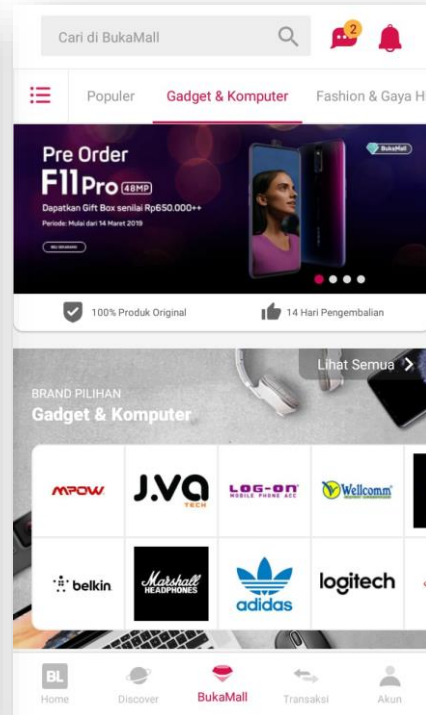 Cari di BukaMall
2
Populer
Gadget & Komputer
Fashion & Gaya H
Pre Order
F11 Pro 48MP
Dapatkan Gift Box senilai Rp650.000++
Periode: Mulai dari 14 Maret 2019
BukaMall
100% Produk Original
14 Hari Pengembalian
Lihat Semua
BRAND PILIHAN
Gadget & Komputer
MPOW
J.VA
TECH
LOG-ON
MOBILE PHONE ACC
Wellcomm
belkin
Marshall
HEADPHONES
adidas
logitech
BL
Home
Discover
BukaMall
Transaksi
Akun